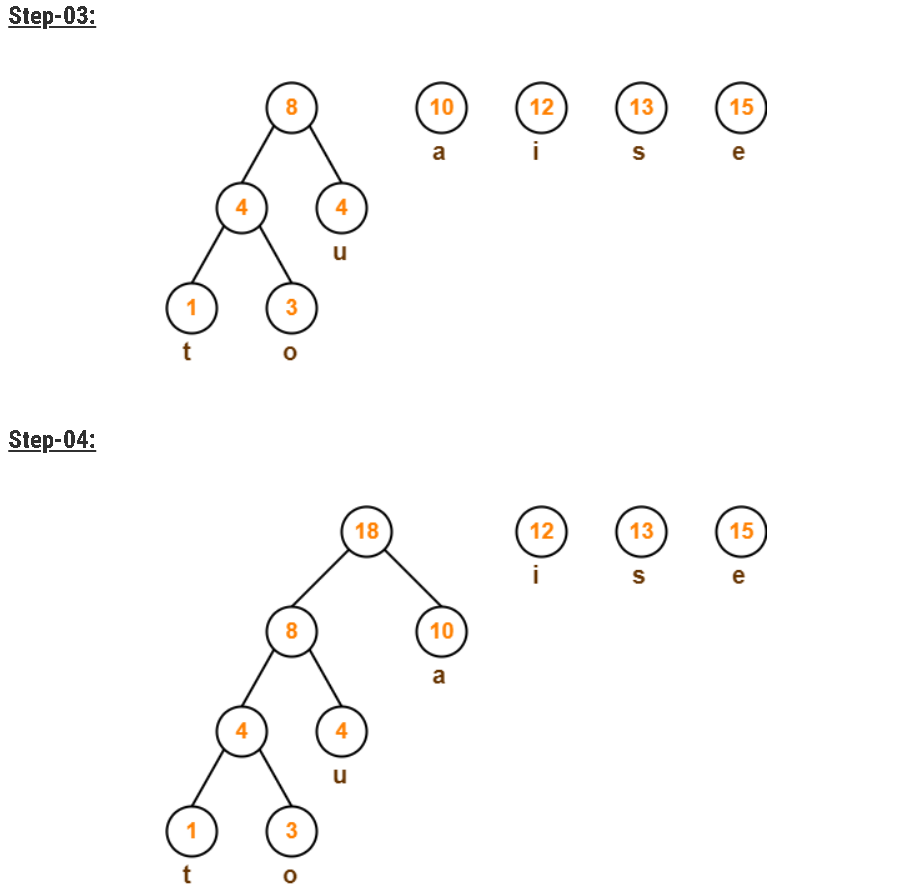 Step-03:
8 10 12 13 15
a i s e
4 4
u
1 3
t o
Step-04:
18 12 13 15
i s e
8 10
a
4 4
u
1 3
t o